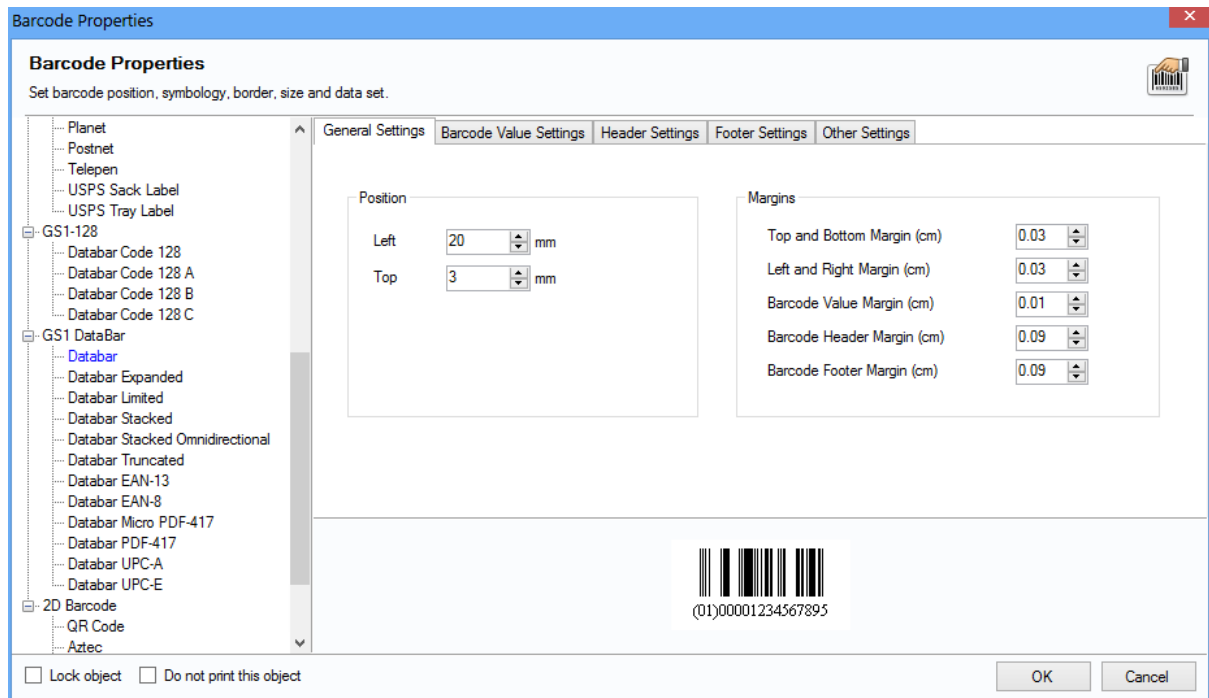 Barcode Properties
Barcode Properties
Set barcode position, symbology, border, size and data set.
Planet
Postnet
Telepen
USPS Sack Label
USPS Tray Label
GS1-128
Databar Code 128
Databar Code 128 A
Databar Code 128 B
Databar Code 128 C
GS1 DataBar
Databar
Databar Expanded
Databar Limited
Databar Stacked
Databar Stacked Omnidirectional
Databar Truncated
Databar EAN-13
Databar EAN-8
Databar Micro PDF-417
Databar PDF-417
Databar UPC-A
Databar UPC-E
2D Barcode
QR Code
Aztec
General Settings Barcode Value Settings Header Settings Footer Settings Other Settings
Position
Left 20 mm
Top 3 mm
Margins
Top and Bottom Margin (cm) 0.03
Left and Right Margin (cm) 0.03
Barcode Value Margin (cm) 0.01
Barcode Header Margin (cm) 0.09
Barcode Footer Margin (cm) 0.09
(01)00001234567895
Lock object Do not print this object
OK Cancel